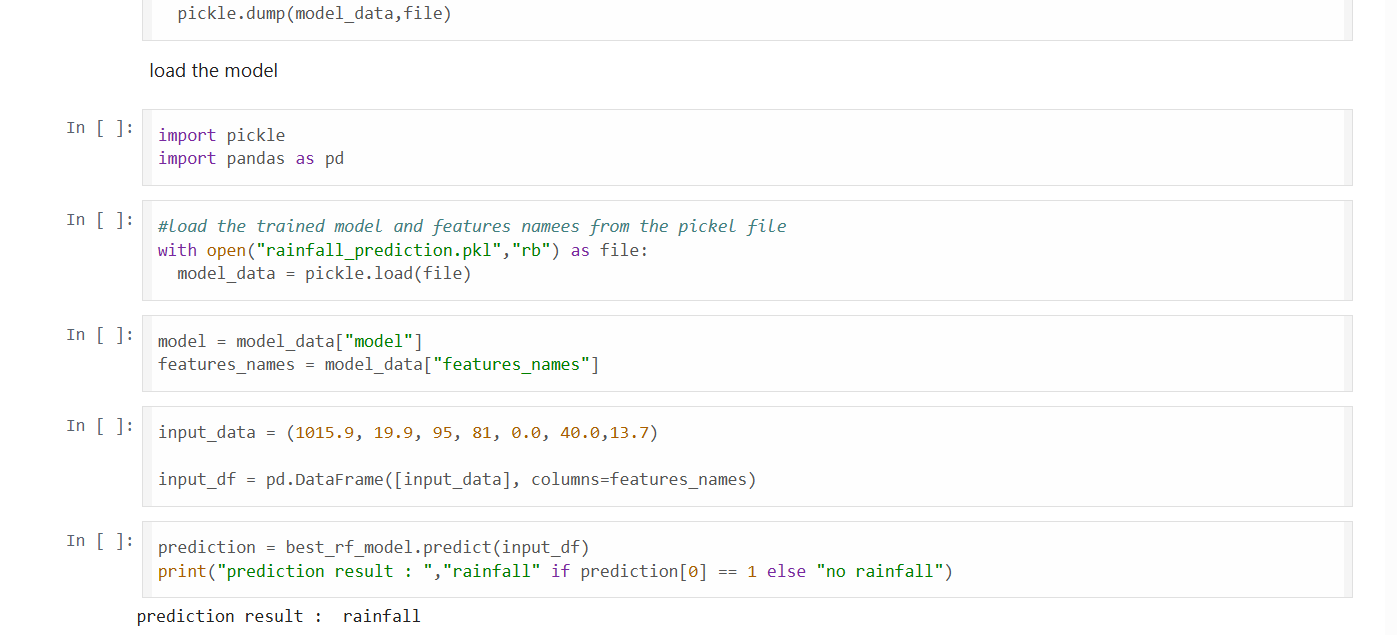 pickle.dump(model_data,file)
load the model
In [ ]:
import pickle
import pandas as pd
In [ ]:
#load the trained model and features namees from the pickel file
with open("rainfall_prediction.pkl","rb") as file:
  model_data = pickle.load(file)
In [ ]:
model = model_data["model"]
features_names = model_data["features_names"]
In [ ]:
input_data = (1015.9, 19.9, 95, 81, 0.0, 40.0,13.7)
input_df = pd.DataFrame([input_data], columns=features_names)
In [ ]:
prediction = best_rf_model.predict(input_df)
print("prediction result : ","rainfall" if prediction[0] == 1 else "no rainfall")
prediction result :  rainfall